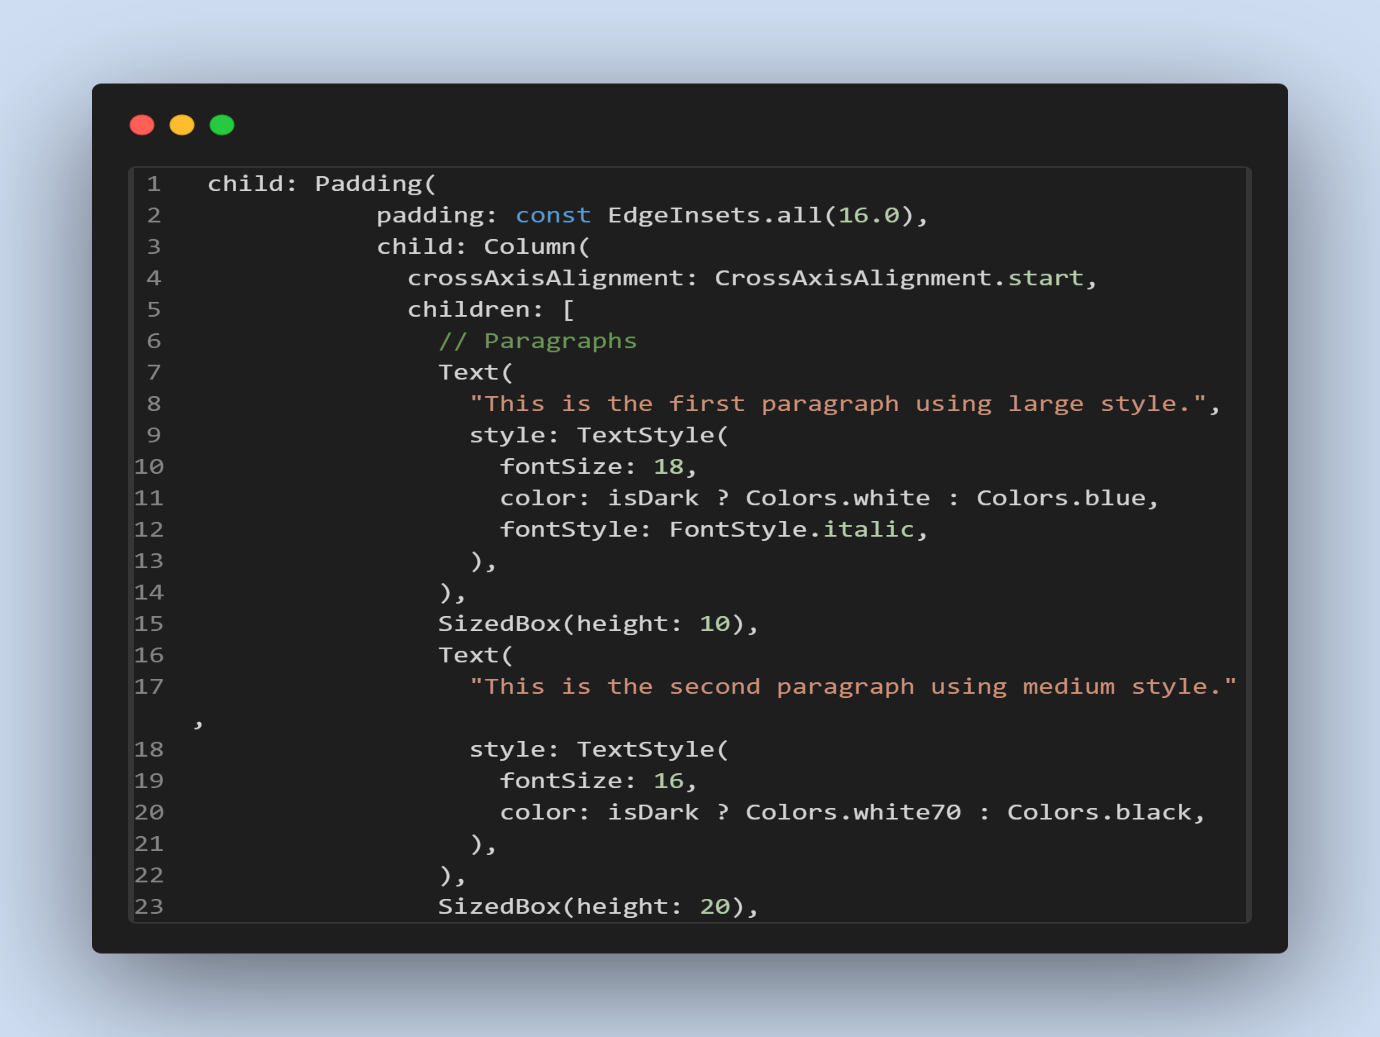 1 child: Padding(
2 padding: const EdgeInsets.all(16.0),
3 child: Column(
4 crossAxisAlignment: CrossAxisAlignment.start,
5 children: [
6 // Paragraphs
7 Text(
8 "This is the first paragraph using large style.",
9 style: TextStyle(
10 fontSize: 18,
11 color: isDark ? Colors.white : Colors.blue,
12 fontStyle: FontStyle.italic,
13 ),
14 ),
15 SizedBox(height: 10),
16 Text(
17 "This is the second paragraph using medium style."
,
18 style: TextStyle(
19 fontSize: 16,
20 color: isDark ? Colors.white70 : Colors.black,
21 ),
22 ),
23 SizedBox(height: 20),